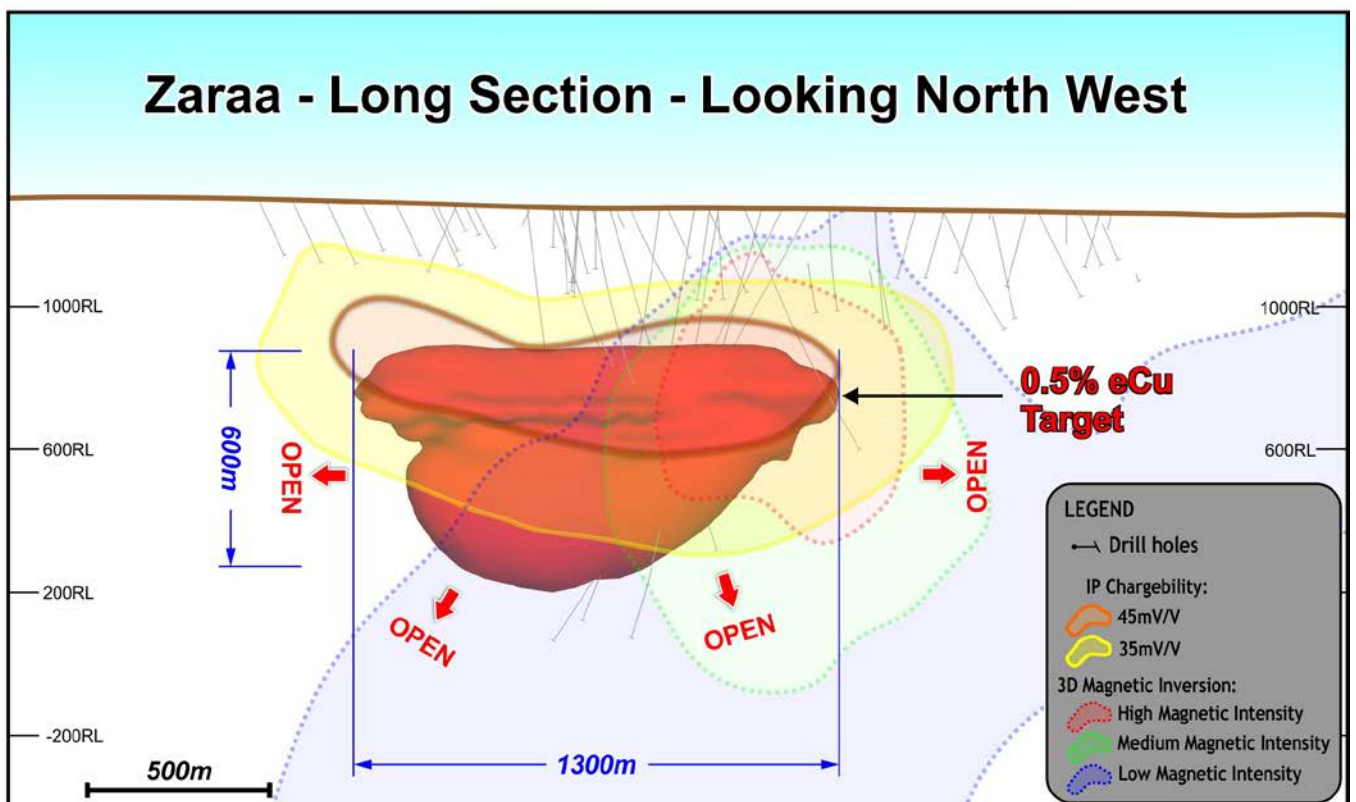 Zaraa - Long Section - Looking North West
1000RL
1000RL
0.5% eCu
Target
600m
600RL
600RL
OPEN
OPEN
LEGEND
Drill holes
IP Chargebility:
45mV/V
35mV/V
3D Magnetic Inversion:
High Magnetic Intensity
Medium Magnetic Intensity
Low Magnetic Intensity
200RL
OPEN
OPEN
-200RL
500m
1300m